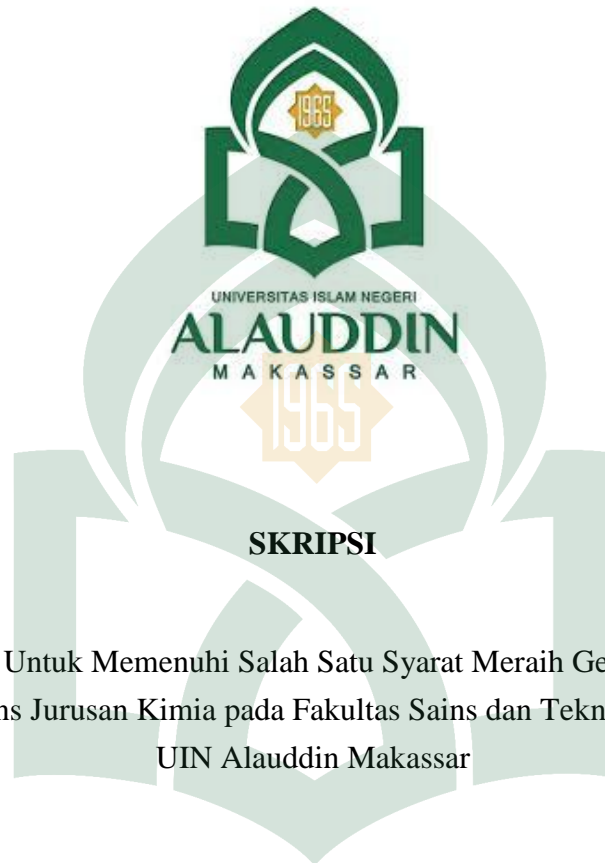 1965
UNIVERSITAS ISLAM NEGERI
ALAUDDIN
MAKASSAR
1965
SKRIPSI
Untuk Memenuhi Salah Satu Syarat Meraih
Jurusan Kimia pada Fakultas Sains dan
UIN Alauddin Makassar